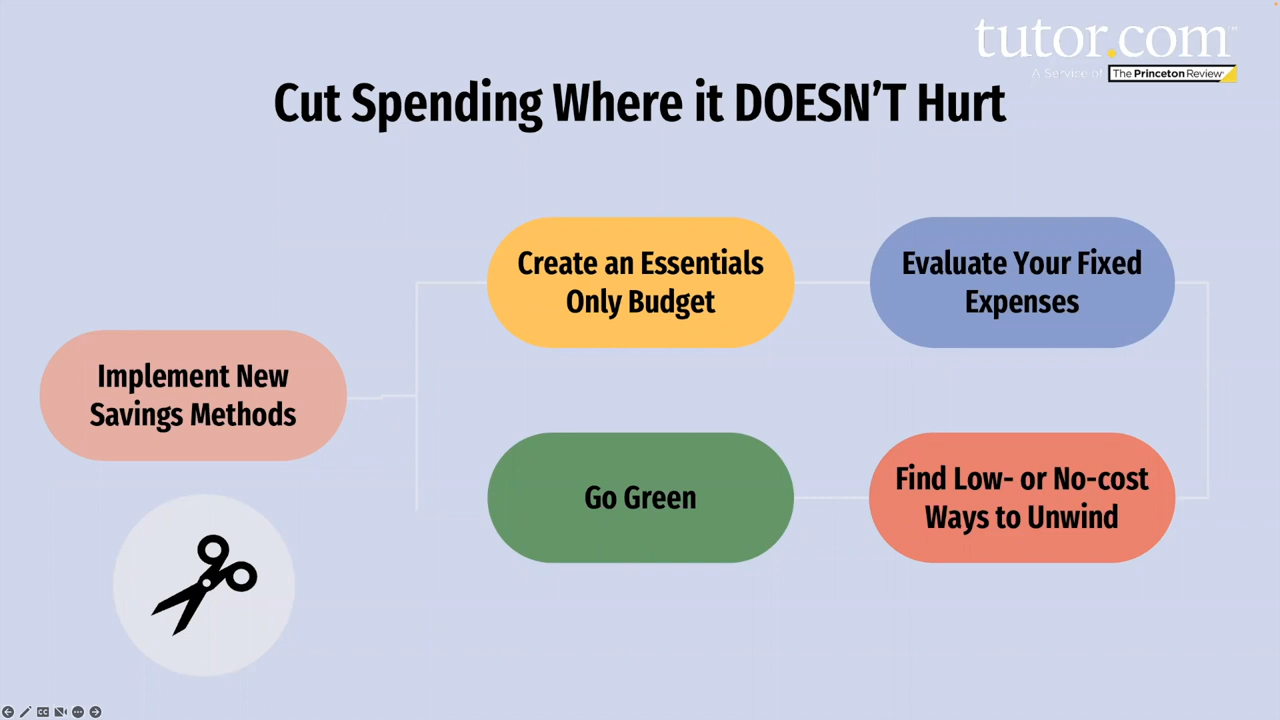 tutor.com
A Service of The Princeton Review
Cut Spending Where it DOESN'T Hurt
Create an Essentials
Only Budget
Evaluate Your Fixed
Expenses
Implement New
Savings Methods
Go Green
Find Low- or No-cost
Ways to Unwind
CC